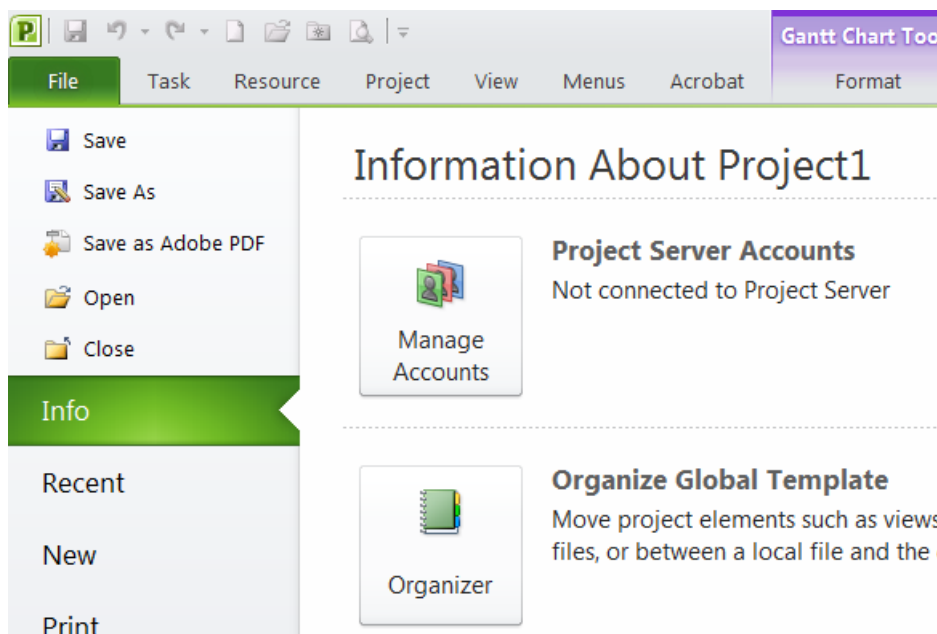 Gantt Chart Too
File Task Resource Project View Menus Acrobat Format
Save
Save As
Save as Adobe PDF
Open
Close
Info
Recent
New
Print
Information About Project1
Manage
Accounts
Project Server Accounts
Not connected to Project Server
Organizer
Organize Global Template
Move project elements such as views
files, or between a local file and the